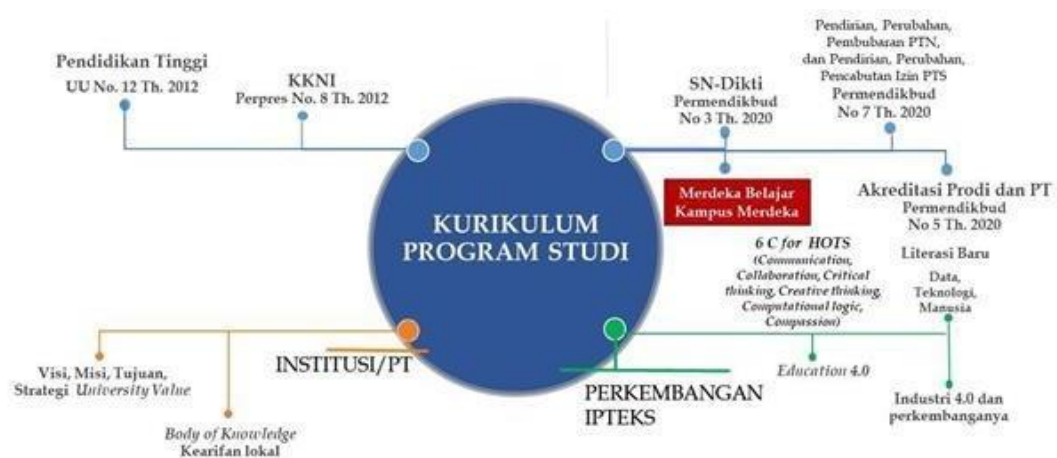 Pendidikan Tinggi
UU No. 12 Th. 2012
KKNI
Perpres No. 8 Th. 2012
SN-Dikti
Permendikbud
No 3 Th. 2020
Pendirian, Perubahan,
Pembubaran PTN,
dan Pendirian, Perubahan,
Pencabutan Izin PTS
Permendikbud
No 7 Th. 2020
Merdeka Belajar
Kampus Merdeka
Akreditasi Prodi dan PT
Permendikbud
No 5 Th. 2020
KURIKULUM
PROGRAM STUDI
6 C for HOTS
(Communication,
Collaboration, Critical
thinking, Creative thinking,
Computational logic,
Compassion)
Literasi Baru
Data,
Teknologi,
Manusia
INSTITUSI/PT
Visi, Misi, Tujuan,
Strategi University Value
Body of Knowledge
Kearifan lokal
PERKEMBANGAN
IPTEKS
Education 4.0
Industri 4.0 dan
perkembanganya